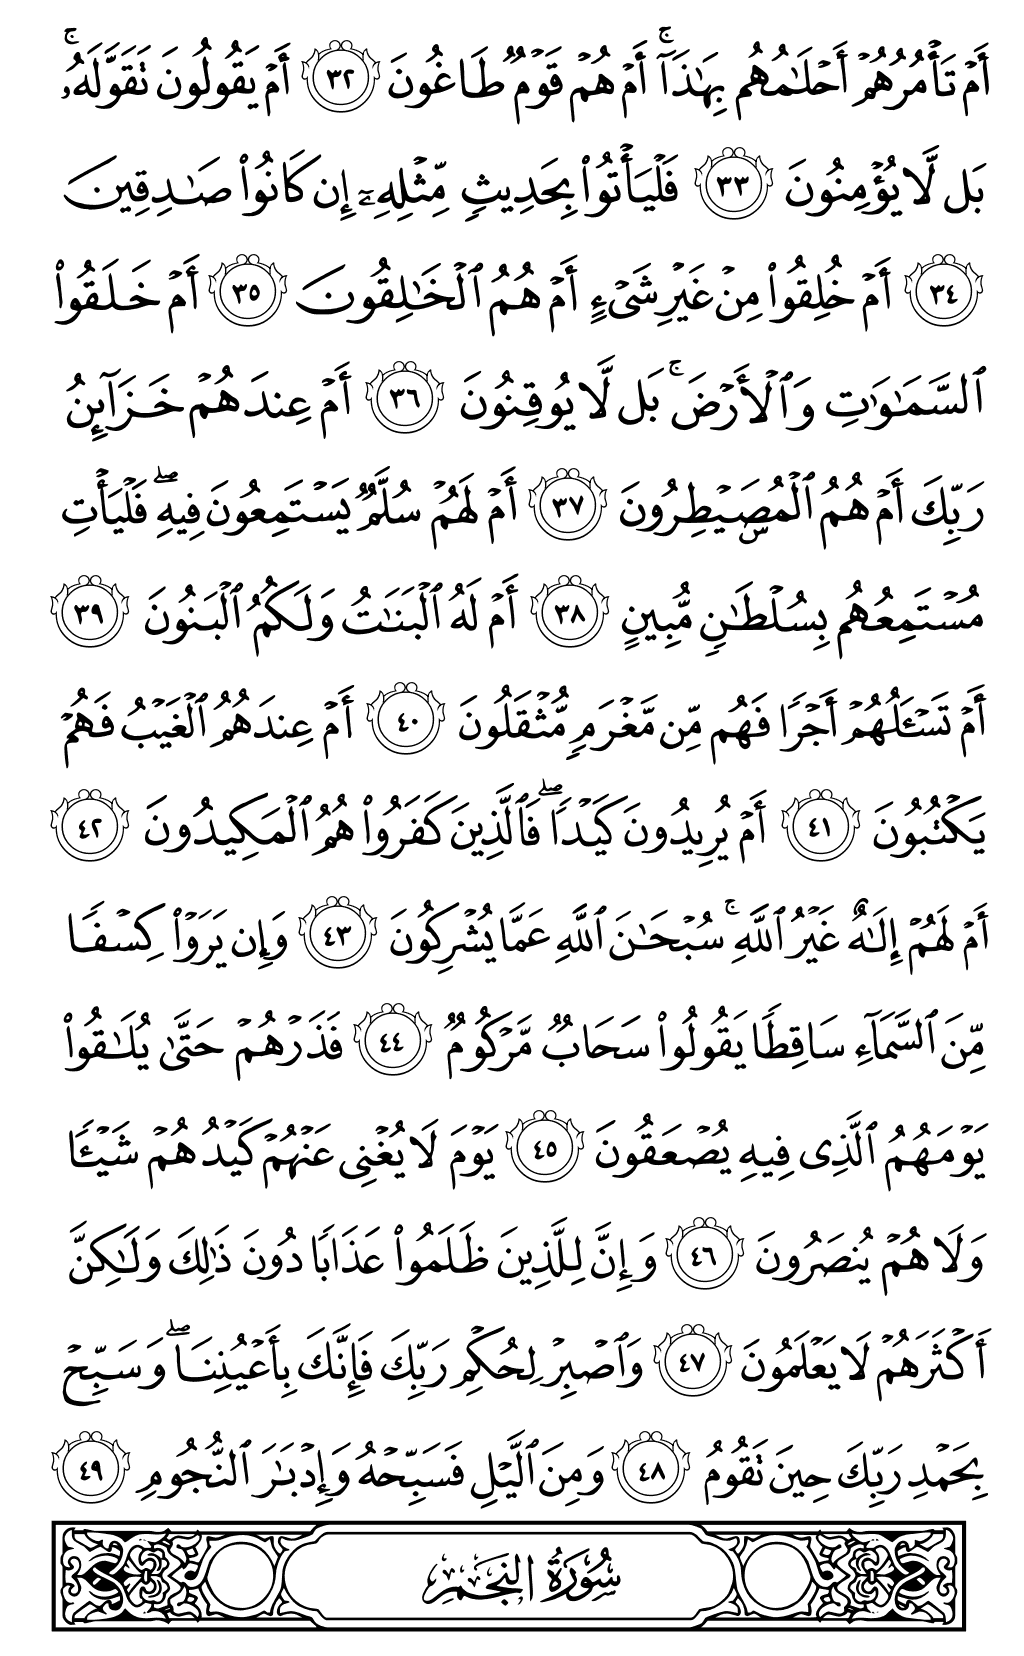 أَمۡ تَأۡمُرُهُمۡ أَحۡلَٰمُهُم بِهَٰذَآۚ أَمۡ هُمۡ قَوۡمٞ طَاغُونَ ٣٢ أَمۡ يَقُولُونَ تَقَوَّلَهُۥۚ
بَل لَّا يُؤۡمِنُونَ ٣٣ فَلۡيَأۡتُواْ بِحَدِيثٖ مِّثۡلِهِۦٓ إِن كَانُواْ صَٰدِقِينَ
٣٤ أَمۡ خُلِقُواْ مِنۡ غَيۡرِ شَيۡءٍ أَمۡ هُمُ ٱلۡخَٰلِقُونَ ٣٥ أَمۡ خَلَقُواْ
ٱلسَّمَٰوَٰتِ وَٱلۡأَرۡضَۚ بَل لَّا يُوقِنُونَ ٣٦ أَمۡ عِندَهُمۡ خَزَآئِنُ
رَبِّكَ أَمۡ هُمُ ٱلۡمُصَۜيۡطِرُونَ ٣٧ أَمۡ لَهُمۡ سُلَّمٞ يَسۡتَمِعُونَ فِيهِۖ فَلۡيَأۡتِ
مُسۡتَمِعُهُم بِسُلۡطَٰنٖ مُّبِينٍ ٣٨ أَمۡ لَهُ ٱلۡبَنَٰتُ وَلَكُمُ ٱلۡبَنُونَ ٣٩
أَمۡ تَسۡـَٔلُهُمۡ أَجۡرٗا فَهُم مِّن مَّغۡرَمٖ مُّثۡقَلُونَ ٤٠ أَمۡ عِندَهُمُ ٱلۡغَيۡبُ فَهُمۡ
يَكۡتُبُونَ ٤١ أَمۡ يُرِيدُونَ كَيۡدٗاۖ فَٱلَّذِينَ كَفَرُواْ هُمُ ٱلۡمَكِيدُونَ ٤٢
أَمۡ لَهُمۡ إِلَٰهٌ غَيۡرُ ٱللَّهِۚ سُبۡحَٰنَ ٱللَّهِ عَمَّا يُشۡرِكُونَ ٤٣ وَإِن يَرَوۡاْ كِسۡفٗا
مِّنَ ٱلسَّمَآءِ سَاقِطٗا يَقُولُواْ سَحَابٞ مَّرۡكُومٞ ٤٤ فَذَرۡهُمۡ حَتَّىٰ يُلَٰقُواْ
يَوۡمَهُمُ ٱلَّذِي فِيهِ يُصۡعَقُونَ ٤٥ يَوۡمَ لَا يُغۡنِي عَنۡهُمۡ كَيۡدُهُمۡ شَيۡـٔٗا
وَلَا هُمۡ يُنصَرُونَ ٤٦ وَإِنَّ لِلَّذِينَ ظَلَمُواْ عَذَابٗا دُونَ ذَٰلِكَ وَلَٰكِنَّ
أَكۡثَرَهُمۡ لَا يَعۡلَمُونَ ٤٧ وَٱصۡبِرۡ لِحُكۡمِ رَبِّكَ فَإِنَّكَ بِأَعۡيُنِنَاۖ وَسَبِّحۡ
بِحَمۡدِ رَبِّكَ حِينَ تَقُومُ ٤٨ وَمِنَ ٱلَّيۡلِ فَسَبِّحۡهُ وَإِدۡبَٰرَ ٱلنُّجُومِ ٤٩
سُورَةُ النَّجۡمِ